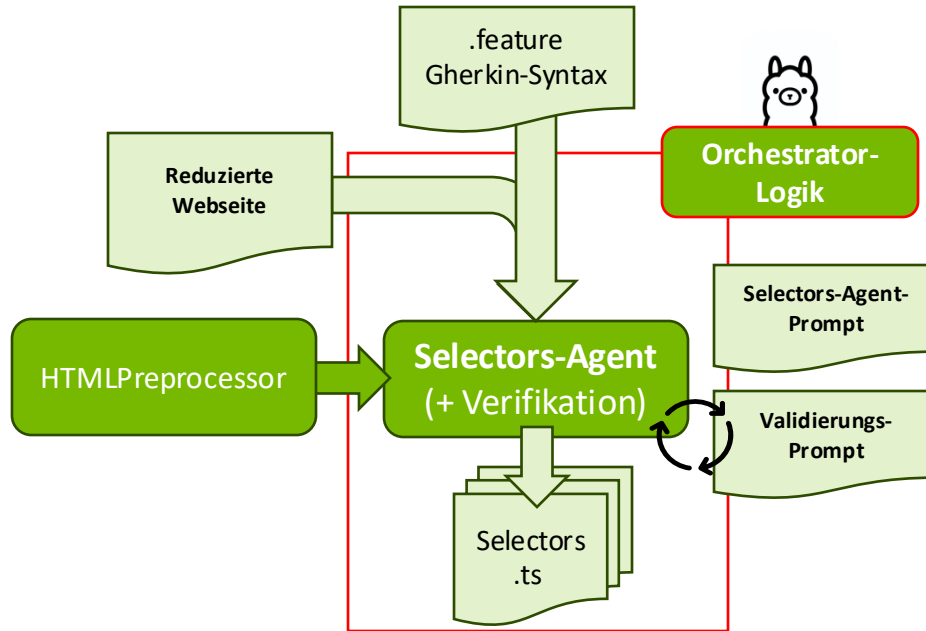 .feature
Gherkin-Syntax
Orchestrator-
Logik
Reduzierte
Webseite
Selectors-Agent-
Prompt
HTMLPreprocessor
Selectors-Agent
(+ Verifikation)
Validierungs-
Prompt
Selectors
.ts